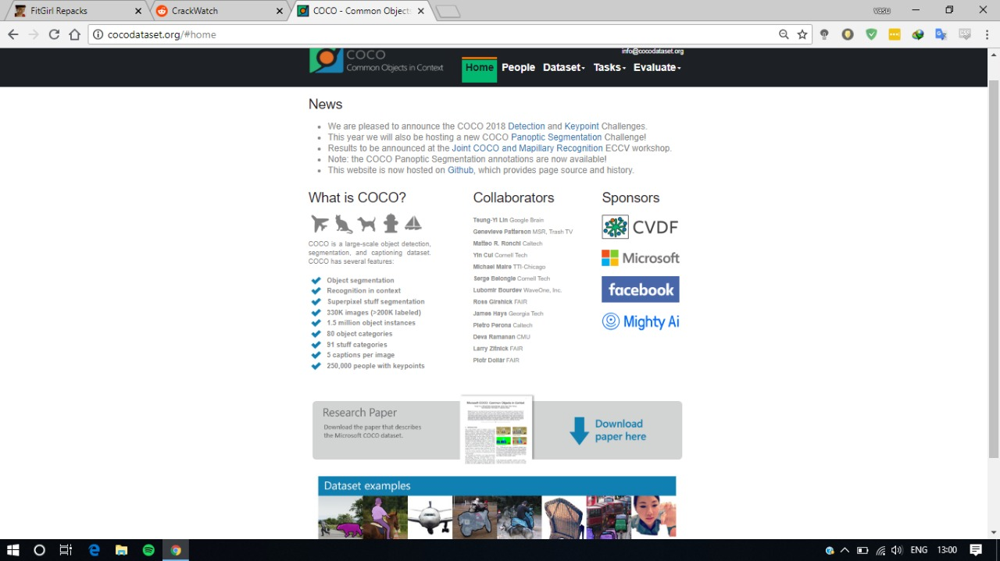 FitGirl Repacks
CrackWatch
COCO - Common Object
vasu
cocodataset.org/#home
info@cocodataset.org
COCO
Common Objects in Context
Home People Dataset Tasks Evaluate
News
We are pleased to announce the COCO 2018 Detection and Keypoint Challenges.
This year we will also be hosting a new COCO Panoptic Segmentation Challenge!
Results to be announced at the Joint COCO and Mapillary Recognition ECCV workshop.
Note: the COCO Panoptic Segmentation annotations are now available!
This website is now hosted on Github, which provides page source and history.
What is COCO?
COCO is a large-scale object detection,
segmentation, and captioning dataset.
COCO has several features:
Object segmentation
Recognition in context
Superpixel stuff segmentation
330K images (>200K labeled)
1.5 million object instances
80 object categories
91 stuff categories
5 captions per image
250,000 people with keypoints
Collaborators
Tsung-Yi Lin Google Brain
Genevieve Patterson MSR, Trash TV
Matteo R. Ronchi Caltech
Yin Cui Cornell Tech
Michael Maire TTI-Chicago
Serge Belongie Cornell Tech
Lubomir Bourdev WaveOne, Inc.
Ross Girshick FAIR
James Hays Georgia Tech
Pietro Perona Caltech
Deva Ramanan CMU
Larry Zitnick FAIR
Piotr Dollár FAIR
Sponsors
CVDF
Microsoft
facebook
Mighty Ai
Research Paper
Download the paper that describes
the Microsoft COCO dataset.
Microsoft COCO: Common Objects in Context
Download
paper here
Dataset examples
ENG 13:00